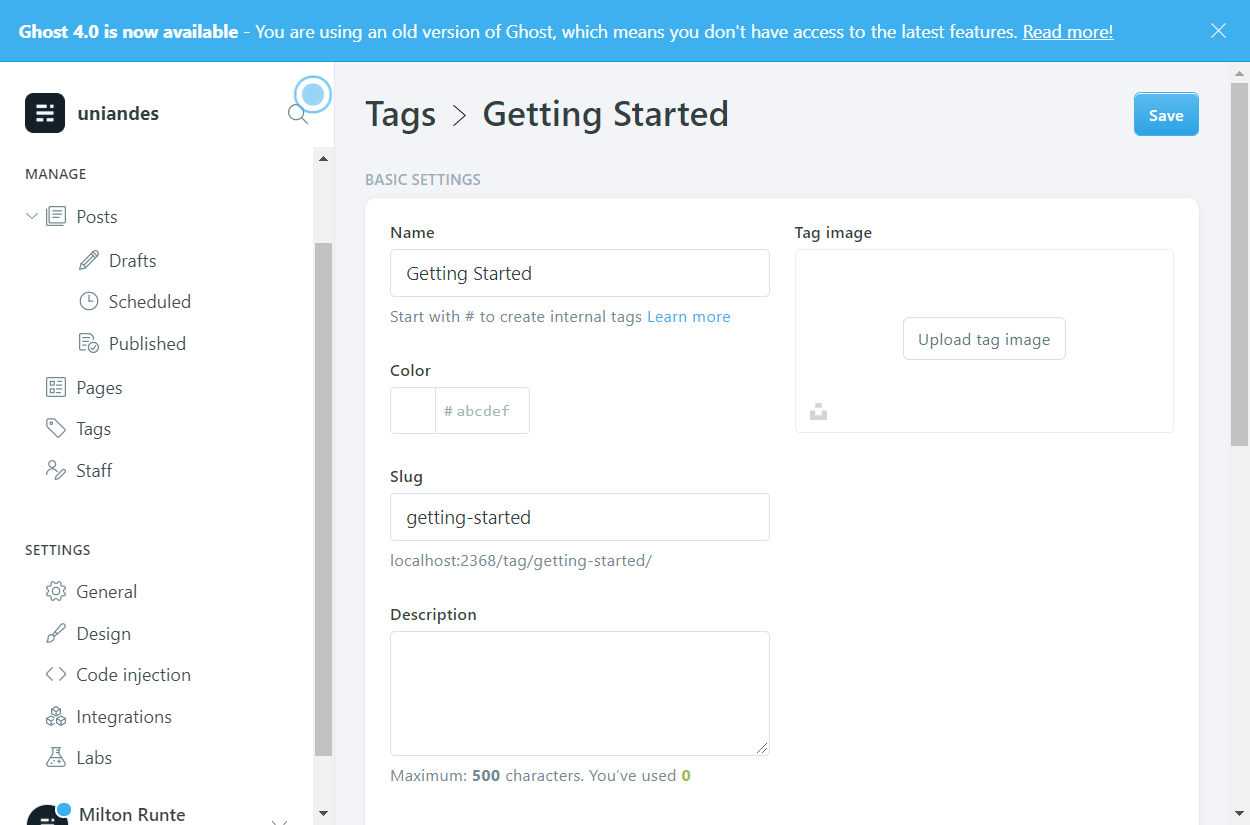 Ghost 4.0 is now available - You are using an old version of Ghost, which means you don't have access to the latest features. Read more!
uniandes
MANAGE
Posts
Drafts
Scheduled
Published
Pages
Tags
Staff
SETTINGS
General
Design
Code injection
Integrations
Labs
Milton Runte
Tags > Getting Started
Save
BASIC SETTINGS
Name
Getting Started
Start with # to create internal tags Learn more
Color
# abcdef
Slug
getting-started
localhost:2368/tag/getting-started/
Description
Maximum: 500 characters. You’ve used 0
Tag image
Upload tag image